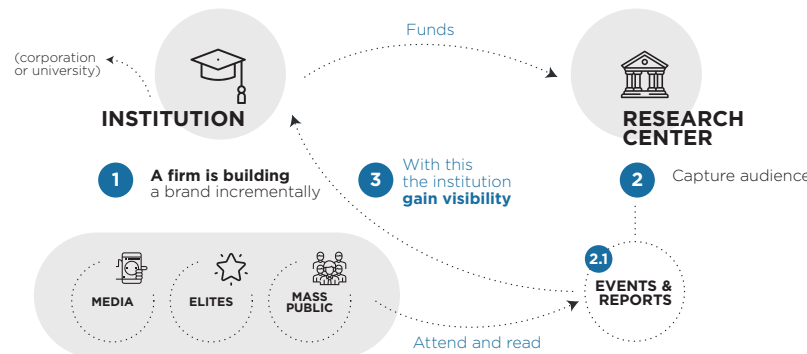 Funds
(corporation
or university)
INSTITUTION
RESEARCH
CENTER
1
A firm is building
a brand incrementally
3
With this
the institution
gain visibility
2
Capture audience
2.1
EVENTS &
REPORTS
MEDIA
ELITES
MASS
PUBLIC
Attend and read